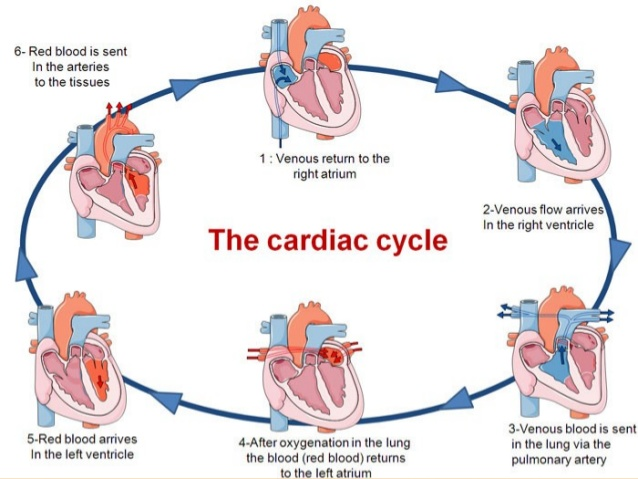 The cardiac cycle
1 : Venous return to the
right atrium
2-Venous flow arrives
In the right ventricle
3-Venous blood is sent
in the lung via the
pulmonary artery
4-After oxygenation in the lung
the blood (red blood) returns
to the left atrium
5-Red blood arrives
In the left ventricle
6- Red blood is sent
In the arteries
to the tissues